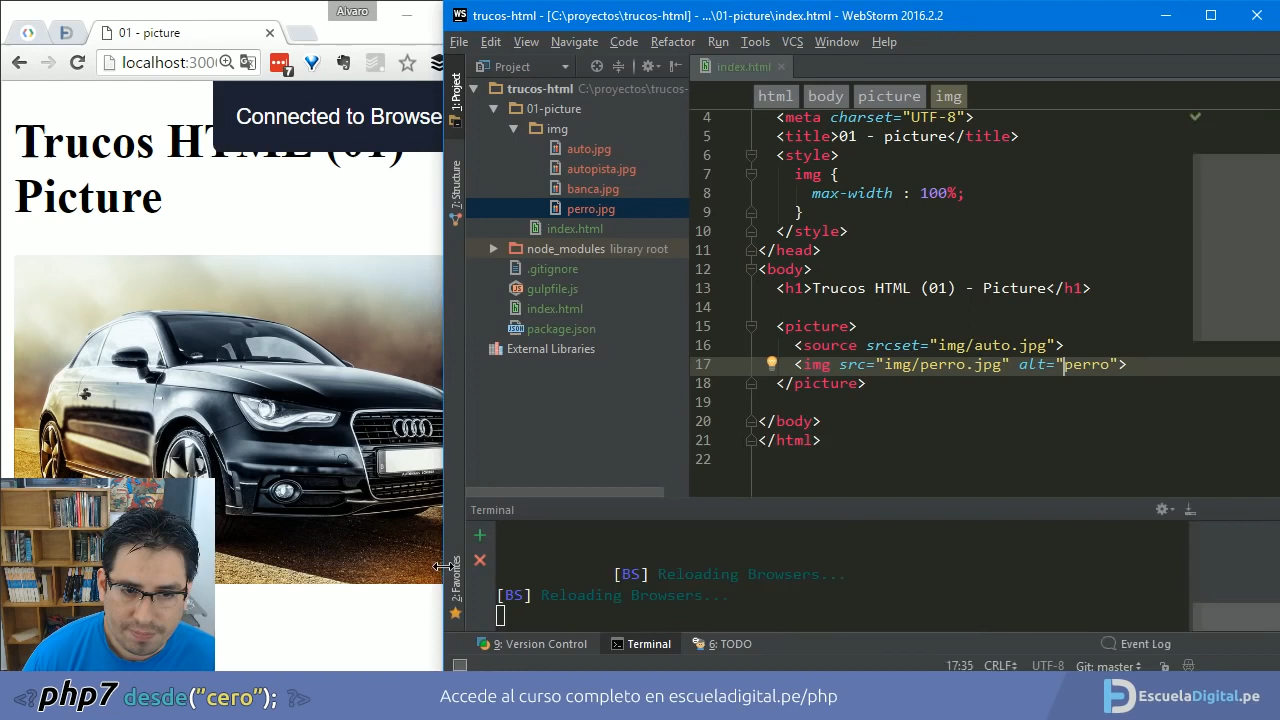 Alvaro
01 - picture
localhost:300
7
Connected to Browse
Trucos HTML (01)
Picture
WS
trucos-html - [C:\proyectos\trucos-html] - ...\01-picture\index.html - WebStorm 2016.2.2
File Edit View Navigate Code Refactor Run Tools VCS Window Help
Project
index.html
1: Project
7: Structure
2: Favorites
trucos-html C:\proyectos\trucos-
01-picture
img
auto.jpg
autopista.jpg
banca.jpg
perro.jpg
index.html
node_modules library root
.gitignore
gulpfile.js
index.html
package.json
External Libraries
html body picture img
4 <meta charset="UTF-8">
5 <title>01 - picture</title>
6 <style>
7 img {
8 max-width : 100%;
9 }
10 </style>
11 </head>
12 <body>
13 <h1>Trucos HTML (01) - Picture</h1>
14
15 <picture>
16 <source srcset="img/auto.jpg">
17 <img src="img/perro.jpg" alt="perro">
18 </picture>
19
20 </body>
21 </html>
22
Terminal
[BS] Reloading Browsers...
[BS] Reloading Browsers...
9: Version Control Terminal 6: TODO Event Log
17:35 CRLF UTF-8 Git: master
<?> php7 desde("cero"); ?>
Accede al curso completo en escueladigital.pe/php
EscuelaDigital.pe